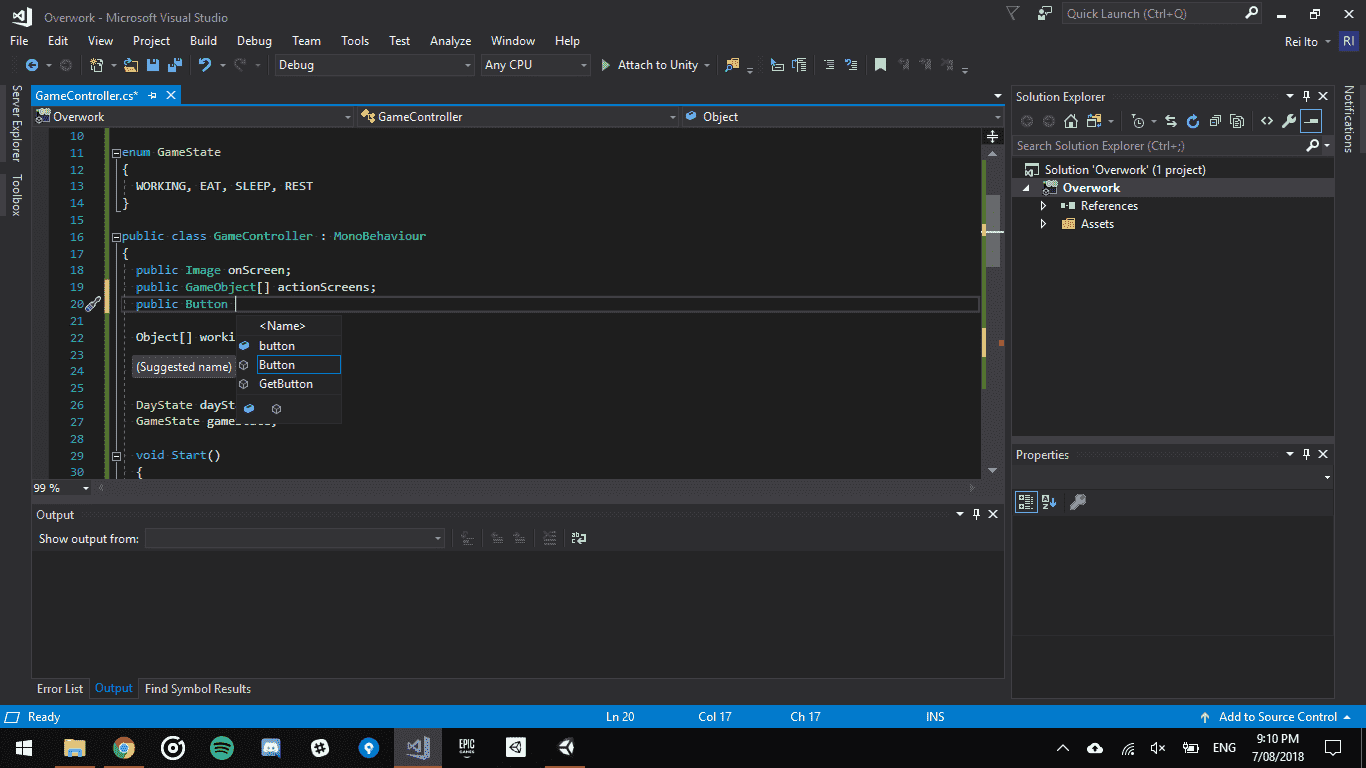 Overwork - Microsoft Visual Studio
Quick Launch (Ctrl+Q)
File Edit View Project Build Debug Team Tools Test Analyze Window Help
Rei Ito RI
Debug Any CPU Attach to Unity
Server Explorer
Toolbox
GameController.cs*
Overwork GameController Object
10
11 enum GameState
12 {
13 WORKING, EAT, SLEEP, REST
14 }
15
16 public class GameController : MonoBehaviour
17 {
18 public Image onScreen;
19 public GameObject[] actionScreens;
20 public Button
21 <Name>
22 Object[] worki
23 button
24 (Suggested name) Button
25 GetButton
26 DayState daySt
27 GameState game
28
29 void Start()
30 {
99 %
Output
Show output from:
Error List Output Find Symbol Results
Solution Explorer
Search Solution Explorer (Ctrl+;)
Solution 'Overwork' (1 project)
Overwork
References
Assets
Properties
Notifications
Ready Ln 20 Col 17 Ch 17 INS Add to Source Control
EPIC GAMES
ENG
9:10 PM
7/08/2018